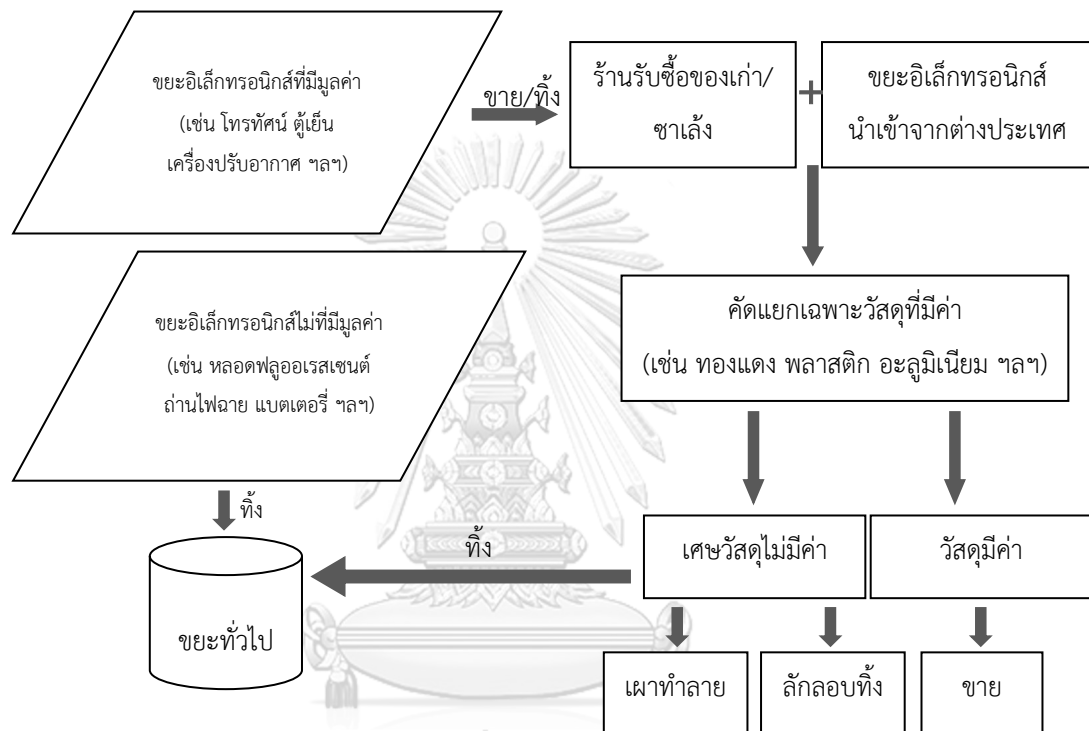 ขยะอิเล็กทรอนิกส์ที่มีมูลค่า
(เช่น โทรทัศน์ ตู้เย็น
เครื่องปรับอากาศ ฯลฯ)
ขาย/ทิ้ง
ร้านรับซื้อของเก่า/
ซาเล้ง
+
ขยะอิเล็กทรอนิกส์
นำเข้าจากต่างประเทศ
ขยะอิเล็กทรอนิกส์ไม่ที่มีมูลค่า
(เช่น หลอดฟลูออเรสเซนต์
ถ่านไฟฉาย แบตเตอรี่ ฯลฯ)
คัดแยกเฉพาะวัสดุที่มีค่า
(เช่น ทองแดง พลาสติก อะลูมิเนียม ฯลฯ)
ทิ้ง
ทิ้ง
เศษวัสดุไม่มีค่า
วัสดุมีค่า
ขยะทั่วไป
เผาทำลาย
ลักลอบทิ้ง
ขาย